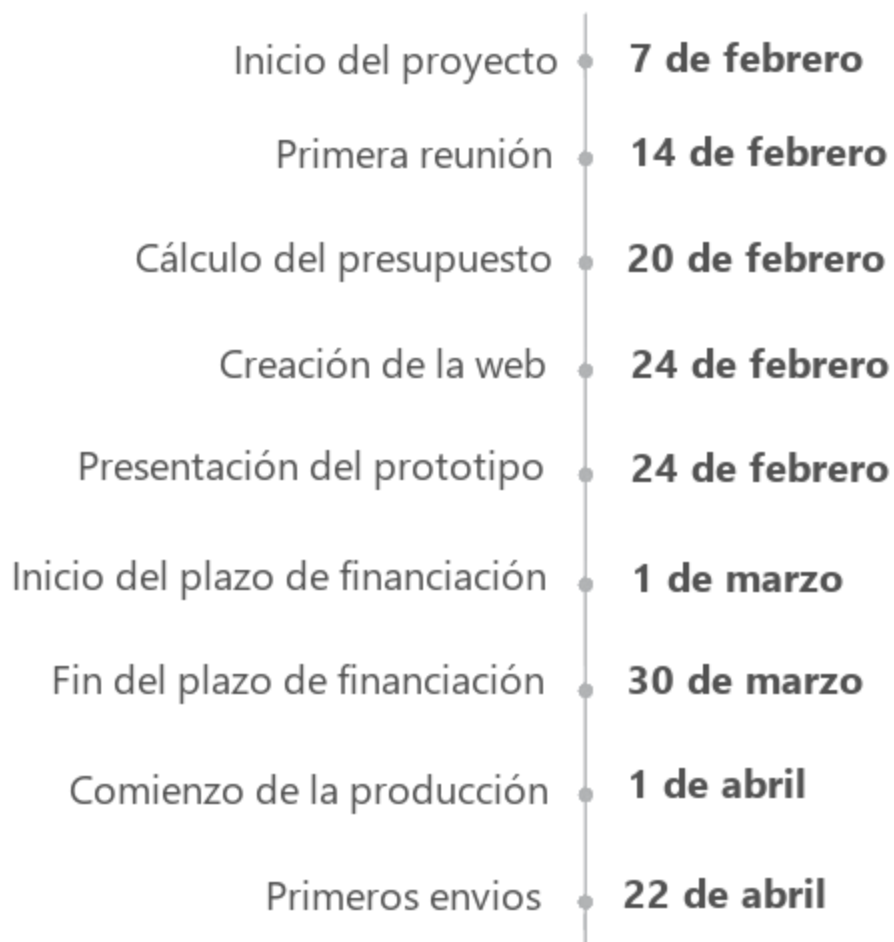 Inicio del proyecto 7 de febrero
Primera reunión 14 de febrero
Cálculo del presupuesto 20 de febrero
Creación de la web 24 de febrero
Presentación del prototipo 24 de febrero
Inicio del plazo de financiación 1 de marzo
Fin del plazo de financiación 30 de marzo
Comienzo de la producción 1 de abril
Primeros envios 22 de abril